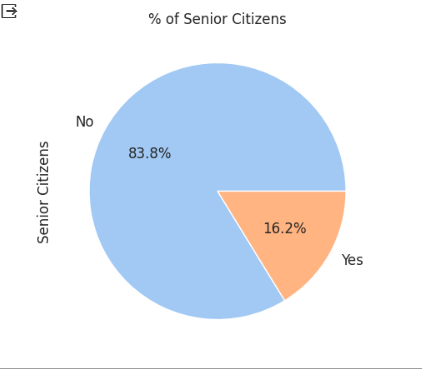 % of Senior Citizens
No
83.8%
Senior Citizens
16.2%
Yes